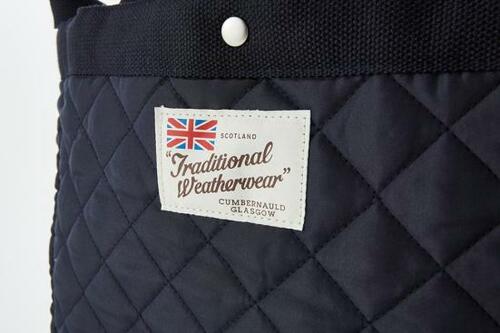 SCOTLAND
"Traditional
Weatherwear"
CUMBERNAULD
GLASGOW